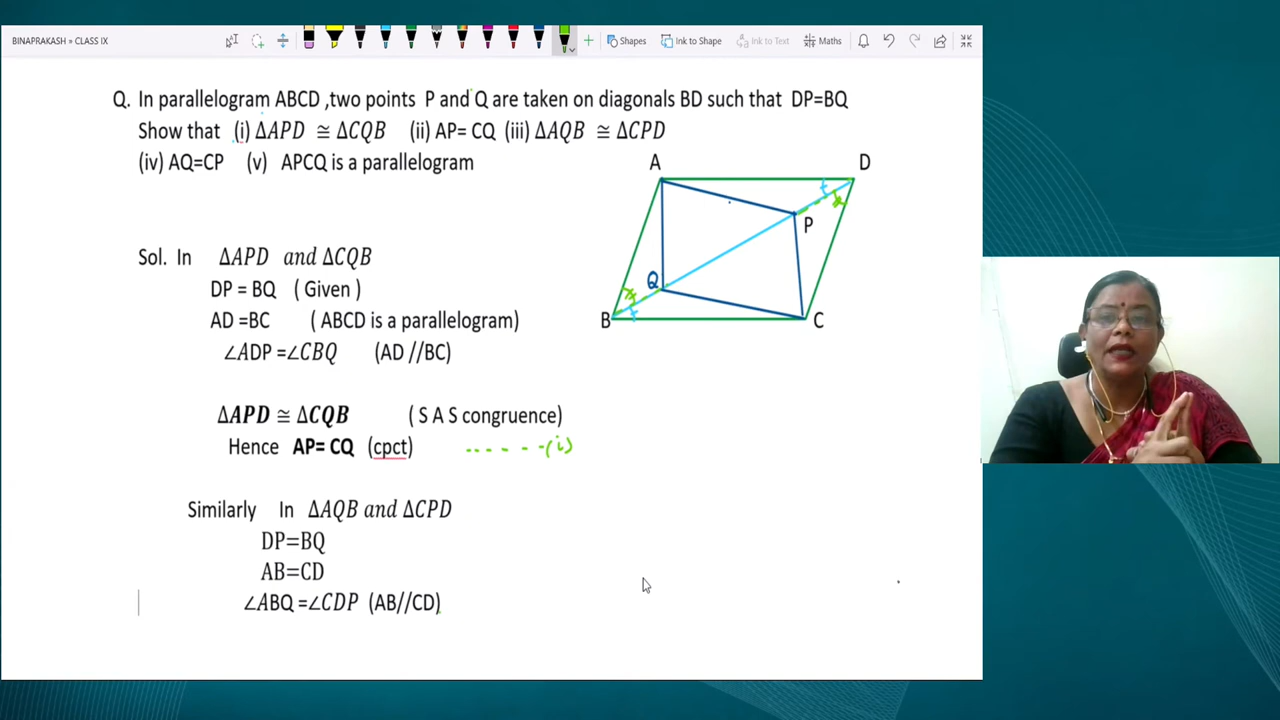 BINAPRAKASH = CLASS IX
Shapes
Ink to Shape
Ink to Text
Maths
Q. In parallelogram ABCD ,two points P and Q are taken on diagonals BD such that DP=BQ
Show that (i) ΔAPD ≅ ΔCQB (ii) AP= CQ (iii) ΔAQB ≅ ΔCPD
(iv) AQ=CP (v) APCQ is a parallelogram
A
D
P
Q
B
C
Sol. In ΔAPD and ΔCQB
DP = BQ ( Given )
AD =BC ( ABCD is a parallelogram)
∠ADP =∠CBQ (AD //BC)
ΔAPD ≅ ΔCQB ( S A S congruence)
Hence AP= CQ (cpct) ------(i)
Similarly In ΔAQB and ΔCPD
DP=BQ
AB=CD
∠ABQ =∠CDP (AB//CD)